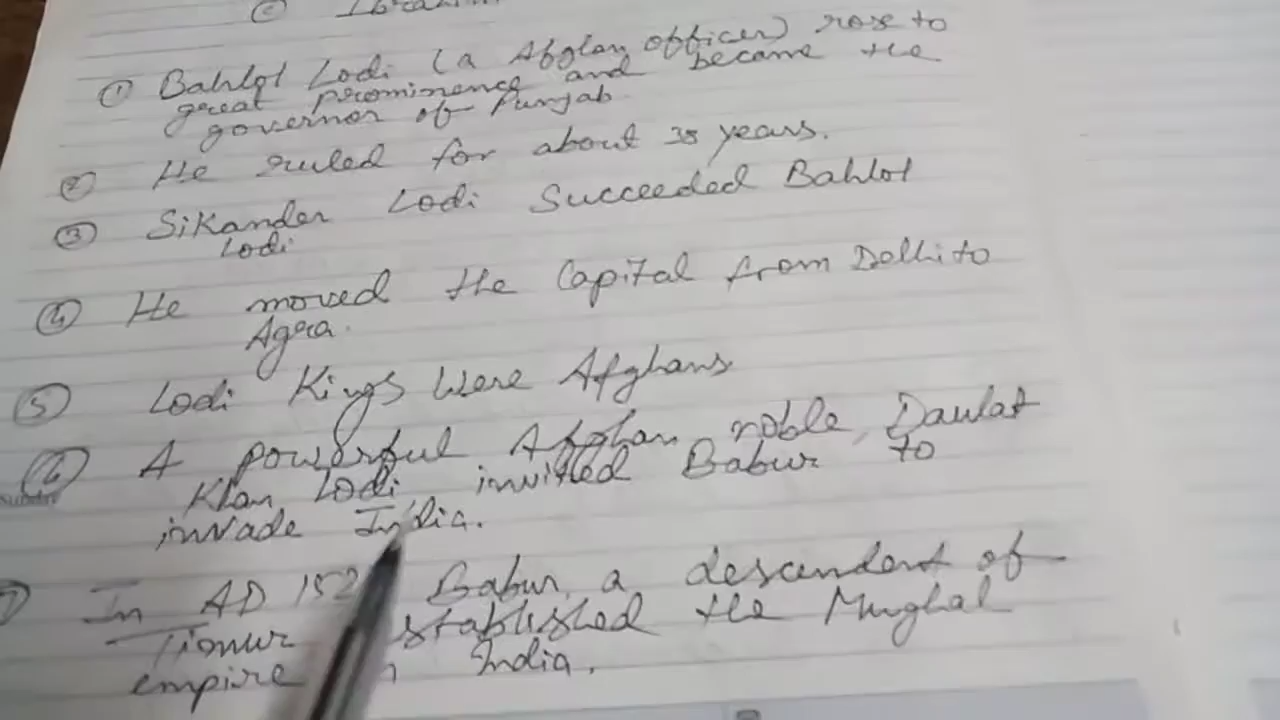 ① Bahlol Lodi (a Afglan officer) rose to
great prominence and became the
governor of Punjab.
② He ruled for about 38 years.
③ Sikander Lodi Succeeded Bahlol
Lodi
④ He moved the Capital from Delhi to
Agra.
⑤ Lodi Kings Were Afghans
⑥ A powerful Afghan noble, Daulat
Khan Lodi invited Babur to
invade India.
In AD 152 Babur, a descendent of
Timur established the Mughal
empire India.